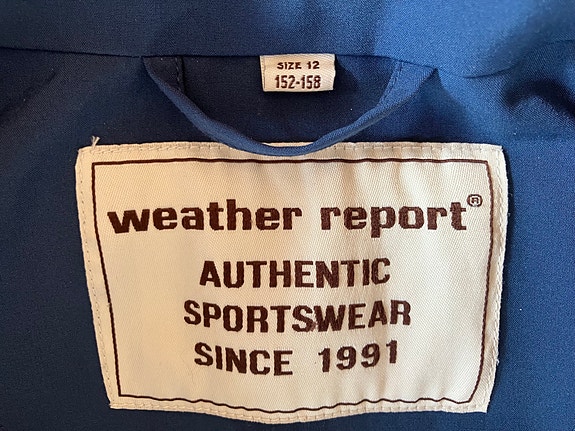 SIZE 12
152-158
weather report®
AUTHENTIC
SPORTSWEAR
SINCE 1991